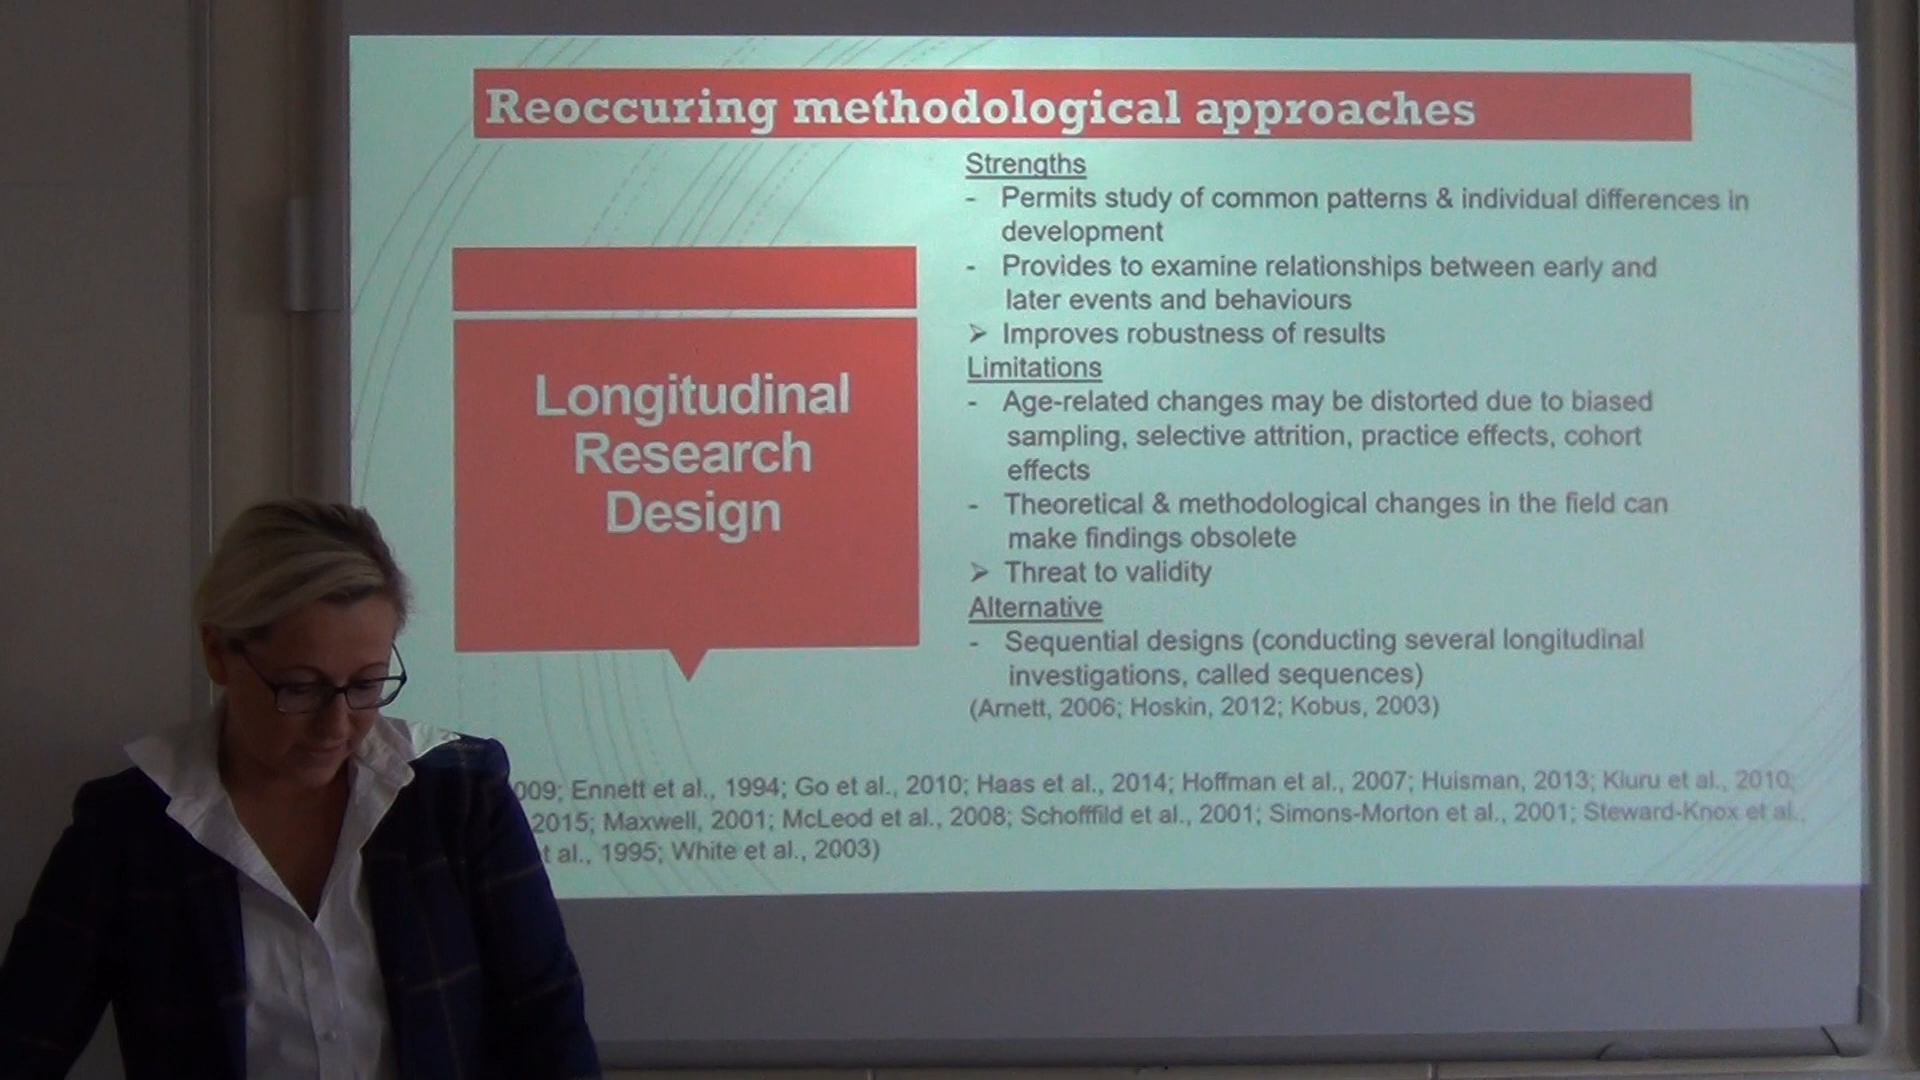 Reoccuring methodological approaches
Longitudinal
Research
Design
Strengths
- Permits study of common patterns & individual differences in
development
- Provides to examine relationships between early and
later events and behaviours
➢ Improves robustness of results
Limitations
- Age-related changes may be distorted due to biased
sampling, selective attrition, practice effects, cohort
effects
- Theoretical & methodological changes in the field can
make findings obsolete
➢ Threat to validity
Alternative
- Sequential designs (conducting several longitudinal
investigations, called sequences)
(Arnett, 2006; Hoskin, 2012; Kobus, 2003)
009; Ennett et al., 1994; Go et al., 2010; Haas et al., 2014; Hoffman et al., 2007; Huisman, 2013; Kiuru et al., 2010;
2015; Maxwell, 2001; McLeod et al., 2008; Schofffild et al., 2001; Simons-Morton et al., 2001; Steward-Knox et al.,
t al., 1995; White et al., 2003)